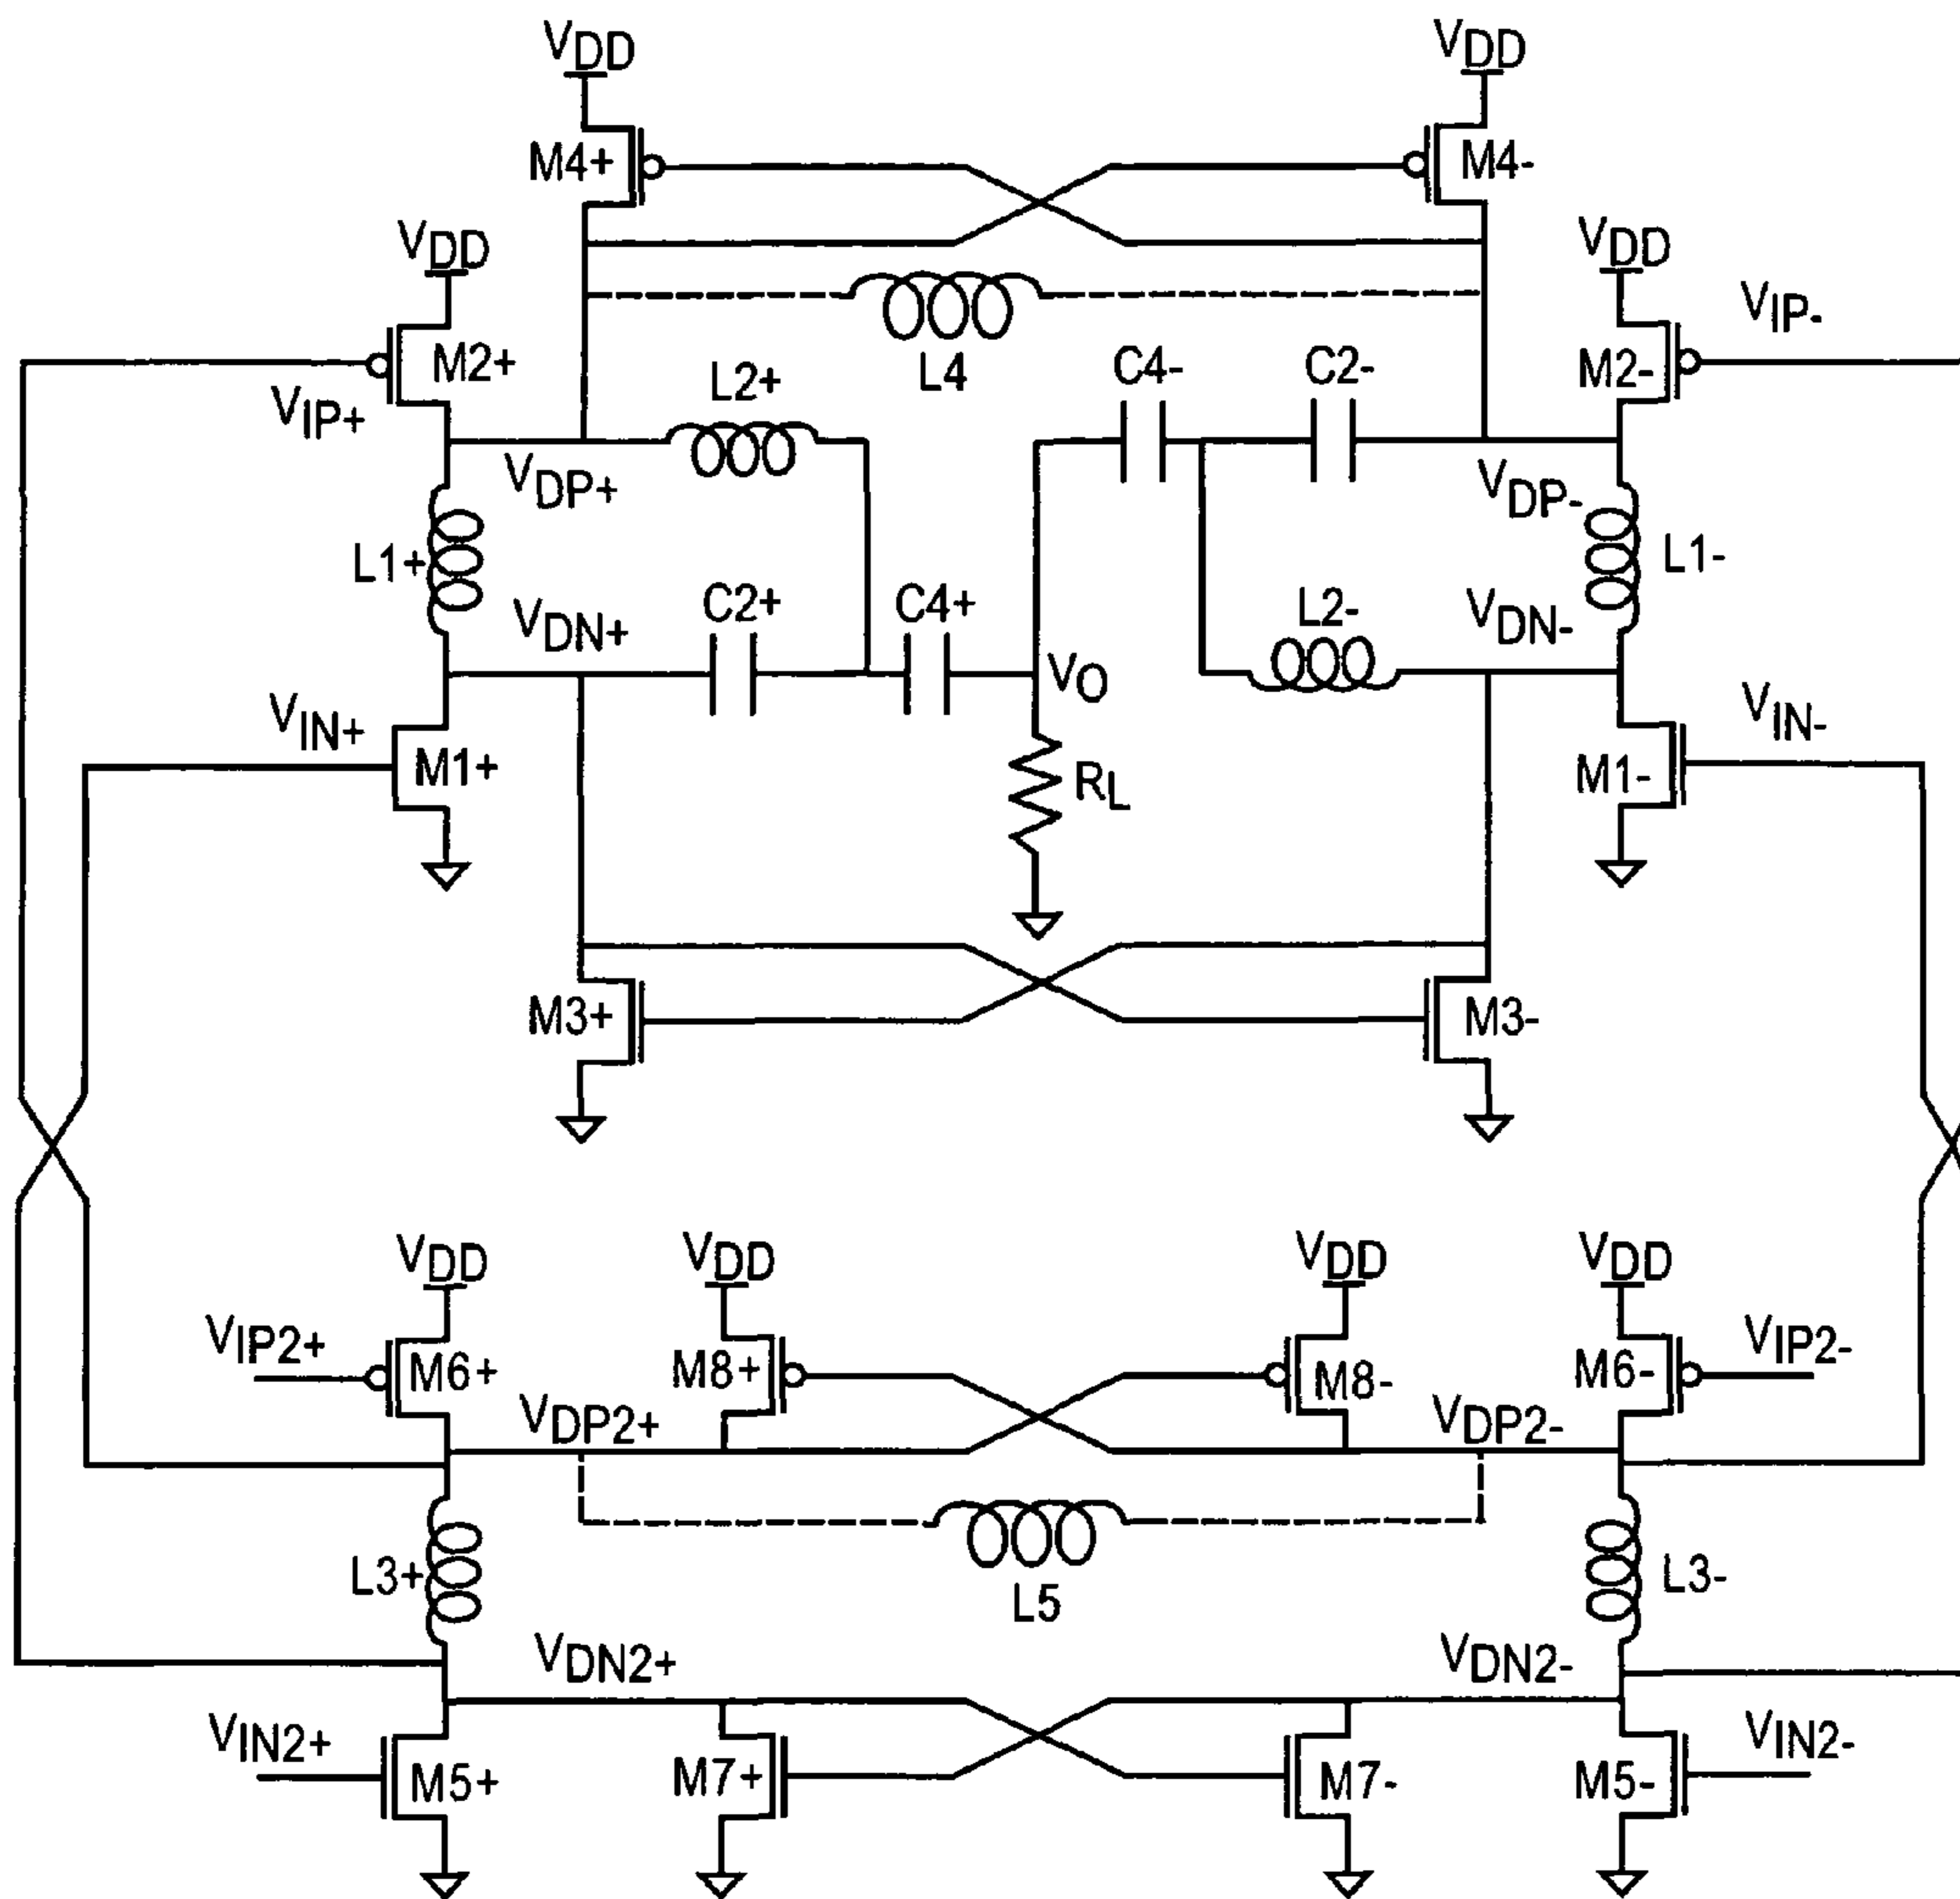 VDD
VDD
M4+
M4-
VDD
VDD
M2+
VIP+
L4
L2+
C4-
C2-
M2-
VIP-
VDP+
VDP-
L1+
L1-
VDN+
C2+
C4+
L2-
VDN-
VO
VIN+
M1+
RL
M1-
VIN-
M3+
M3-
VDD
VDD
VDD
VDD
VIP2+
M6+
M8+
M8-
M6-
VIP2-
VDP2+
VDP2-
L3+
L5
L3-
VDN2+
VDN2-
VIN2+
M5+
M7+
M7-
M5-
VIN2-